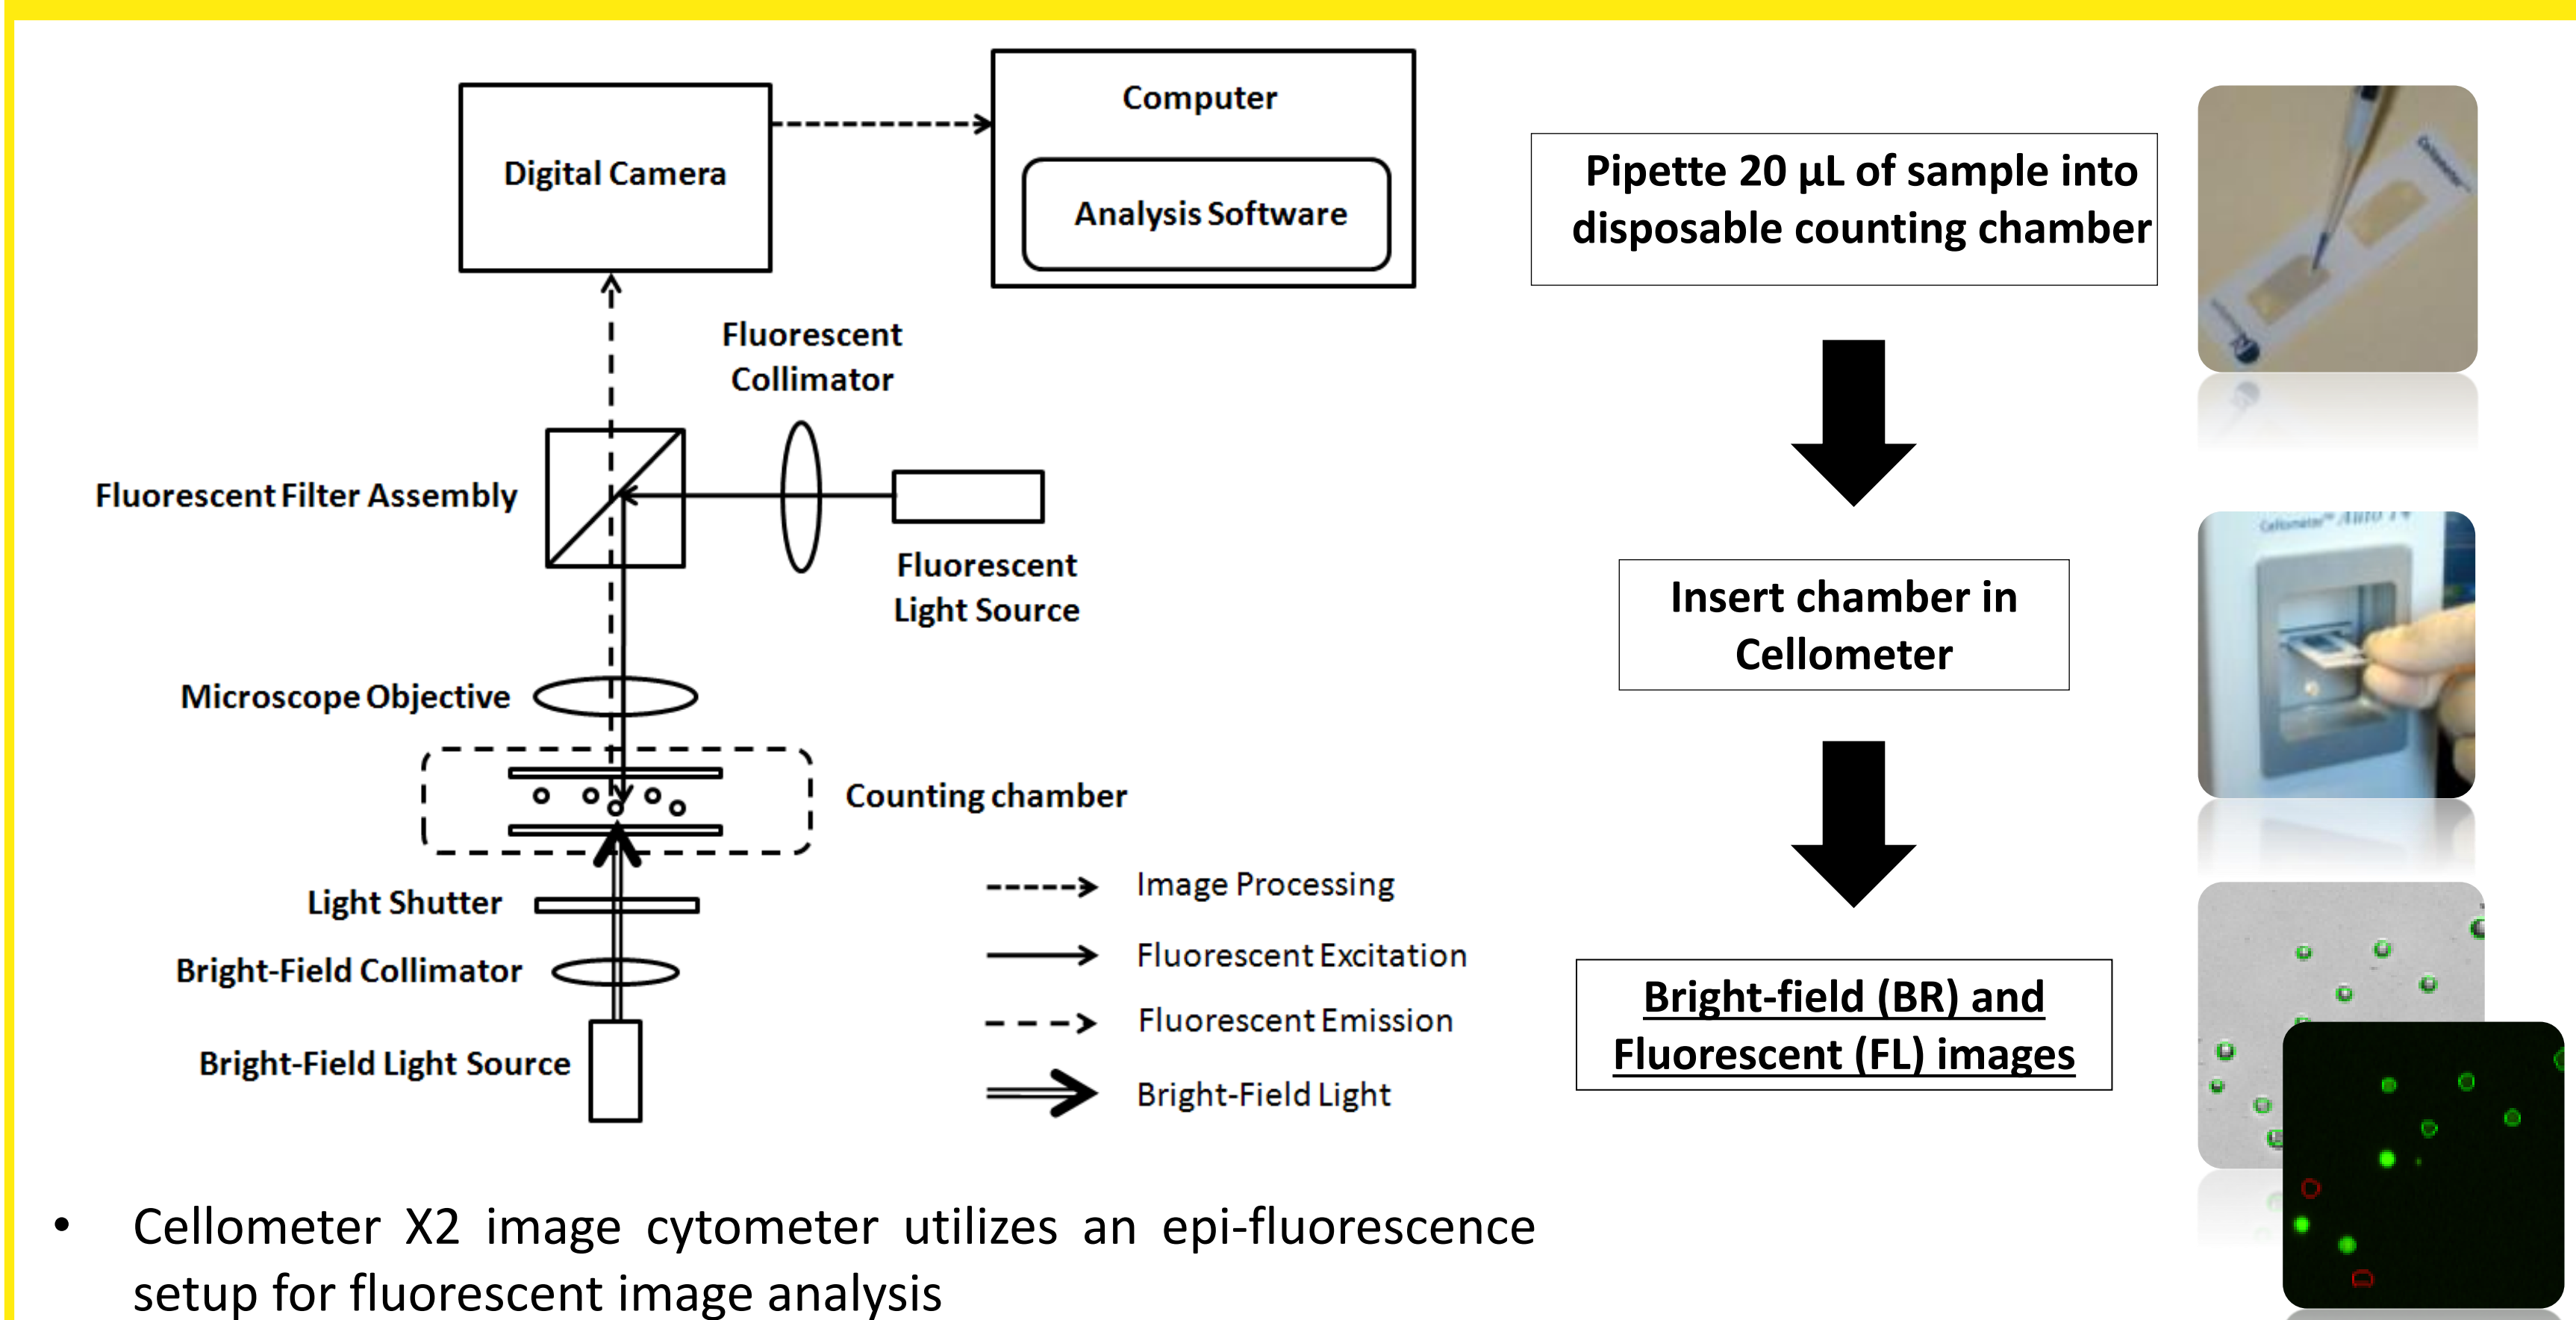 Digital Camera
Computer
Analysis Software
Fluorescent
Collimator
Fluorescent Filter Assembly
Fluorescent
Light Source
Microscope Objective
Counting chamber
Light Shutter
Bright-Field Collimator
Bright-Field Light Source
Image Processing
Fluorescent Excitation
Fluorescent Emission
Bright-Field Light
• Cellometer X2 image cytometer utilizes an epi-fluorescence
setup for fluorescent image analysis
Pipette 20 µL of sample into
disposable counting chamber
Cellometer
Insert chamber in
Cellometer
Cellometer™ Auto
Bright-field (BR) and
Fluorescent (FL) images